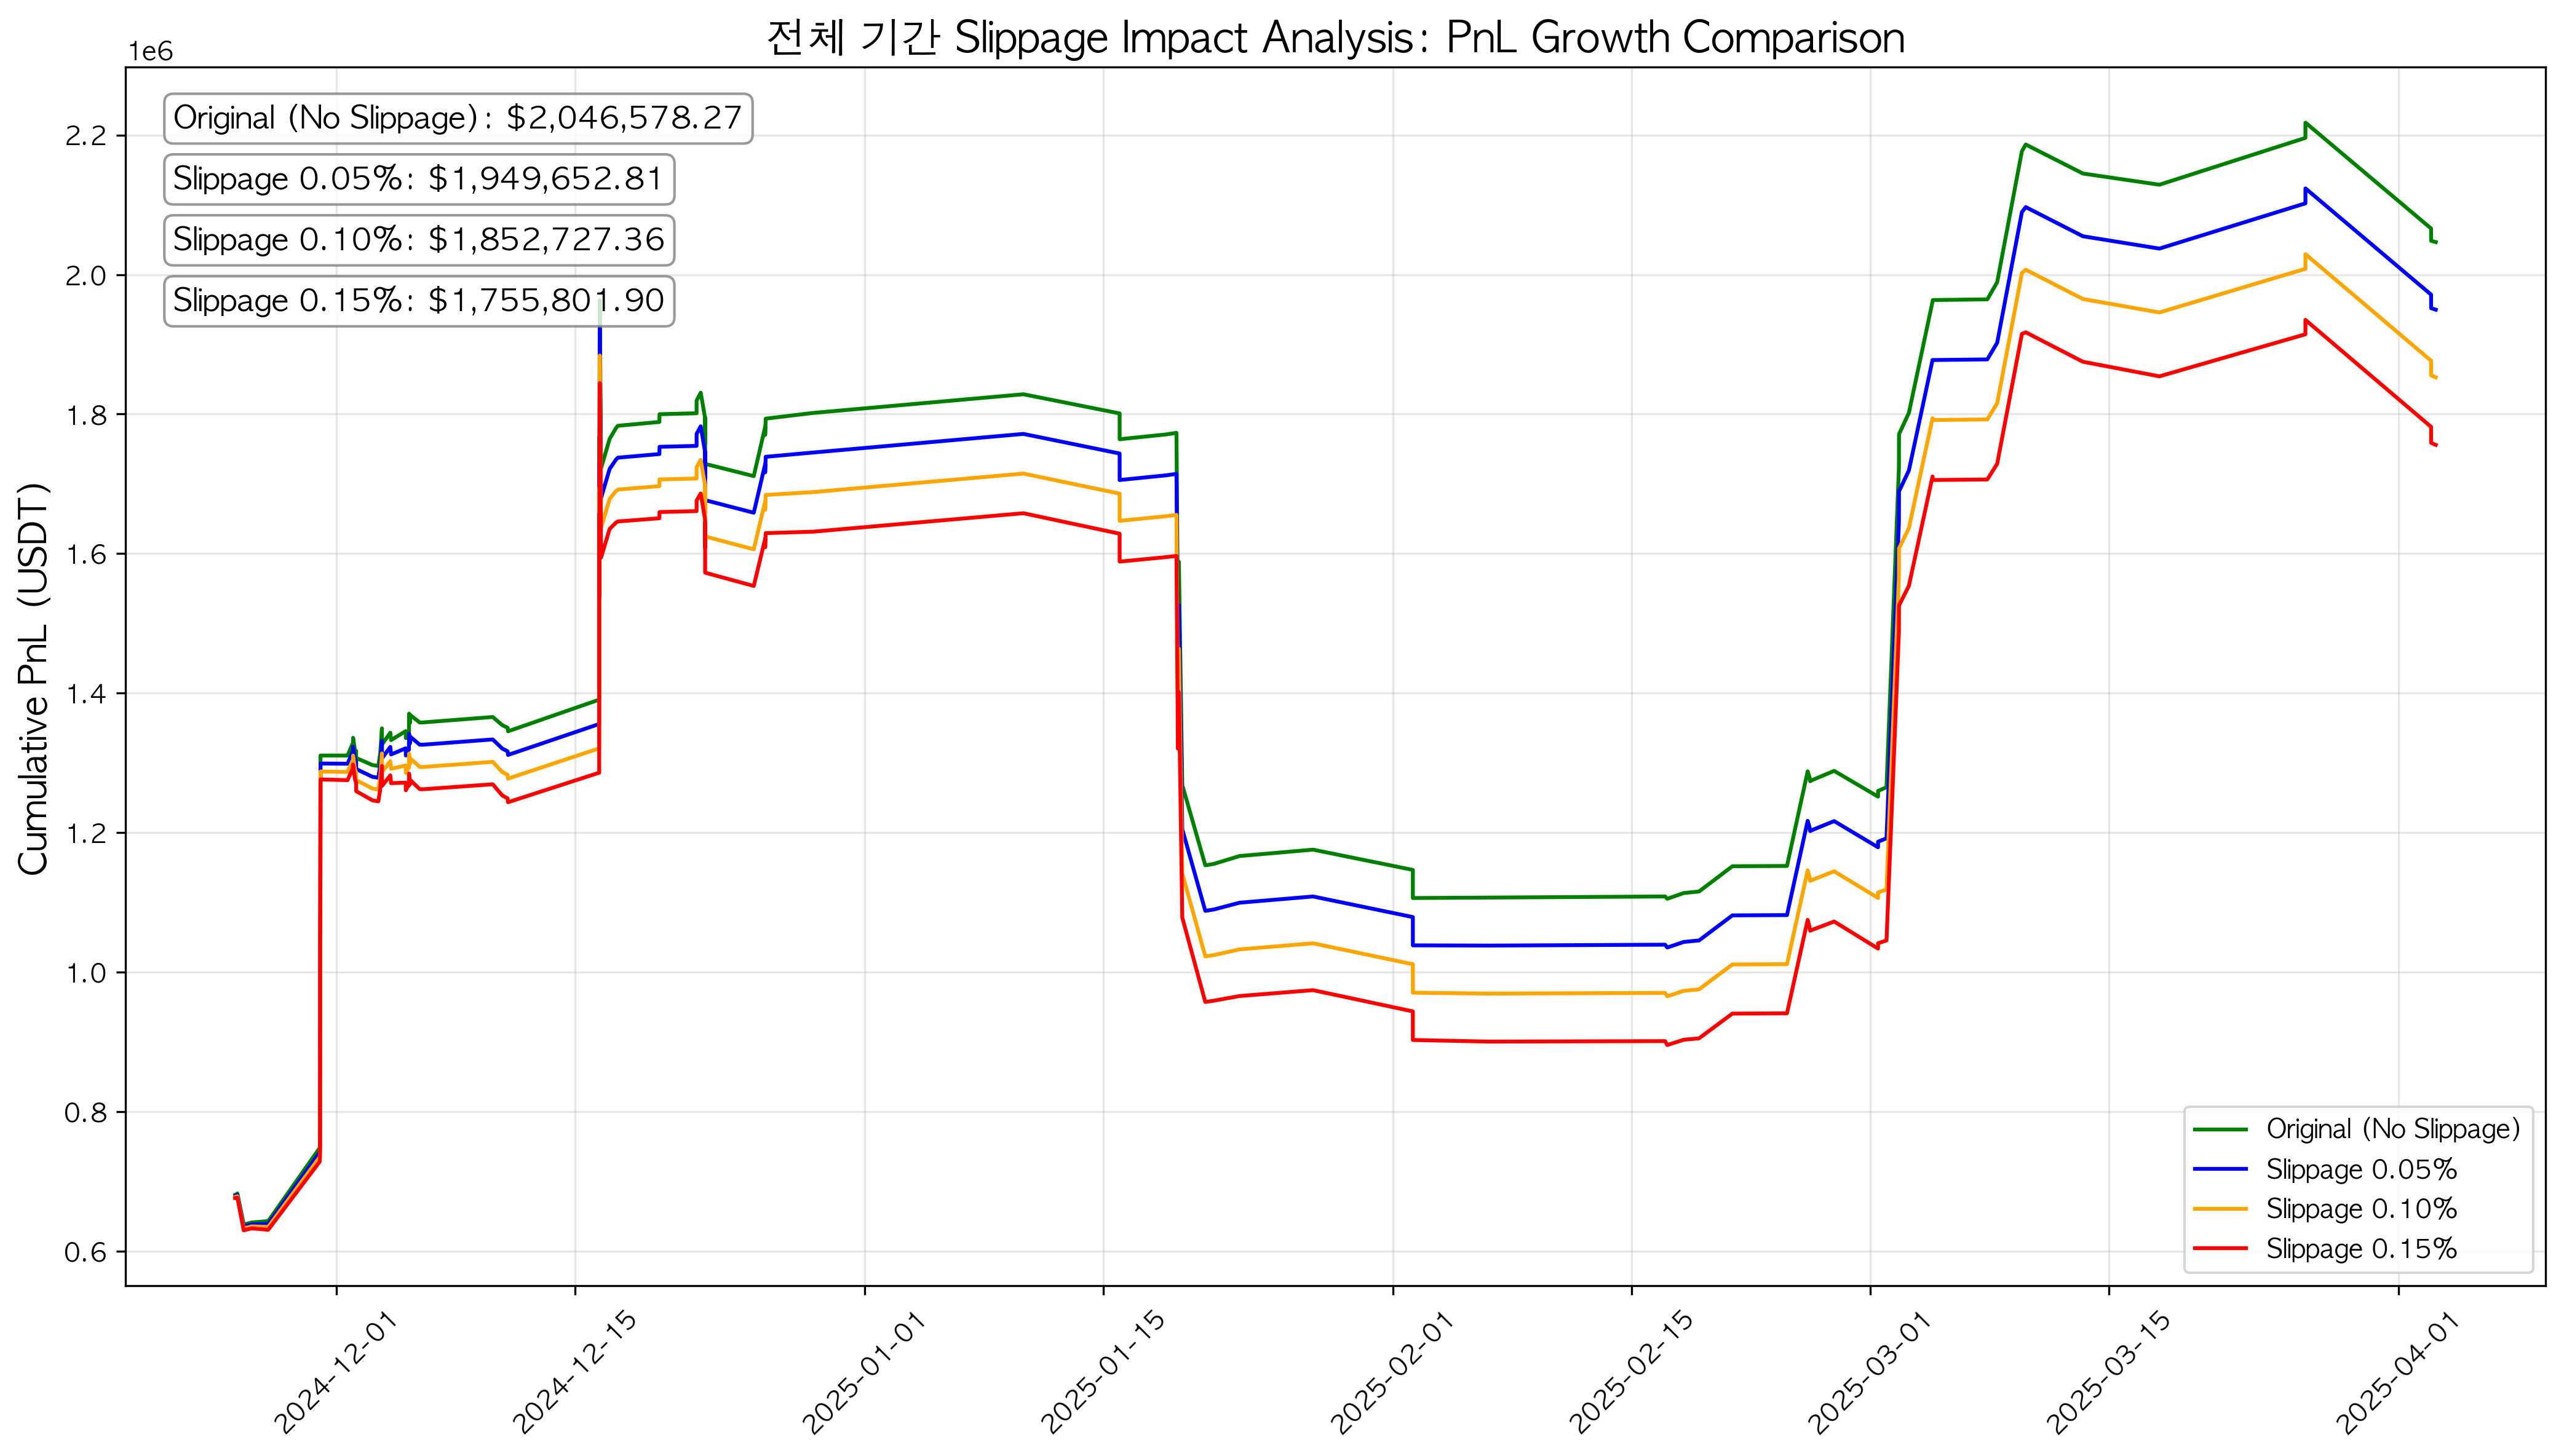 전체 기간 Slippage Impact Analysis: PnL Growth Comparison
1e6
Original (No Slippage): $2,046,578.27
Slippage 0.05%: $1,949,652.81
Slippage 0.10%: $1,852,727.36
Slippage 0.15%: $1,755,801.90
Cumulative PnL (USDT)
2.2
2.0
1.8
1.6
1.4
1.2
1.0
0.8
0.6
Original (No Slippage)
Slippage 0.05%
Slippage 0.10%
Slippage 0.15%
2024-12-01
2024-12-15
2025-01-01
2025-01-15
2025-02-01
2025-02-15
2025-03-01
2025-03-15
2025-04-01